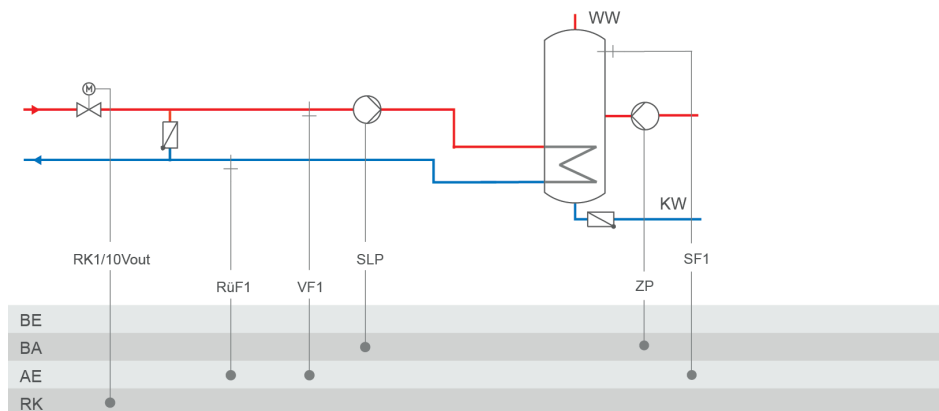 WW
M
KW
RK1/10Vout
SLP
SF1
RüF1
VF1
ZP
BE
BA
AE
RK